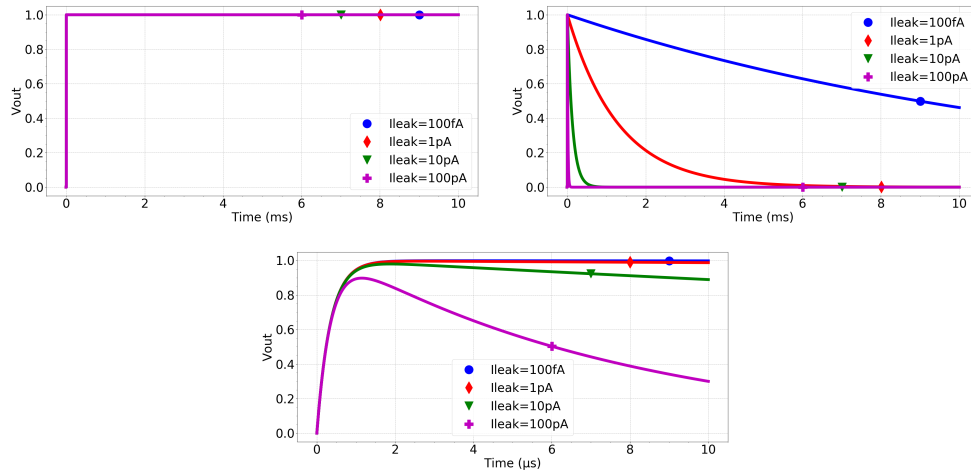 1.0
0.8
0.6
0.4
0.2
0.0
Vout
Ileak=100fA
Ileak=1pA
Ileak=10pA
Ileak=100pA
0 2 4 6 8 10
Time (ms)
1.0
0.8
0.6
0.4
0.2
0.0
Vout
Ileak=100fA
Ileak=1pA
Ileak=10pA
Ileak=100pA
0 2 4 6 8 10
Time (ms)
1.0
0.8
0.6
0.4
0.2
0.0
Vout
Ileak=100fA
Ileak=1pA
Ileak=10pA
Ileak=100pA
0 2 4 6 8 10
Time (µs)